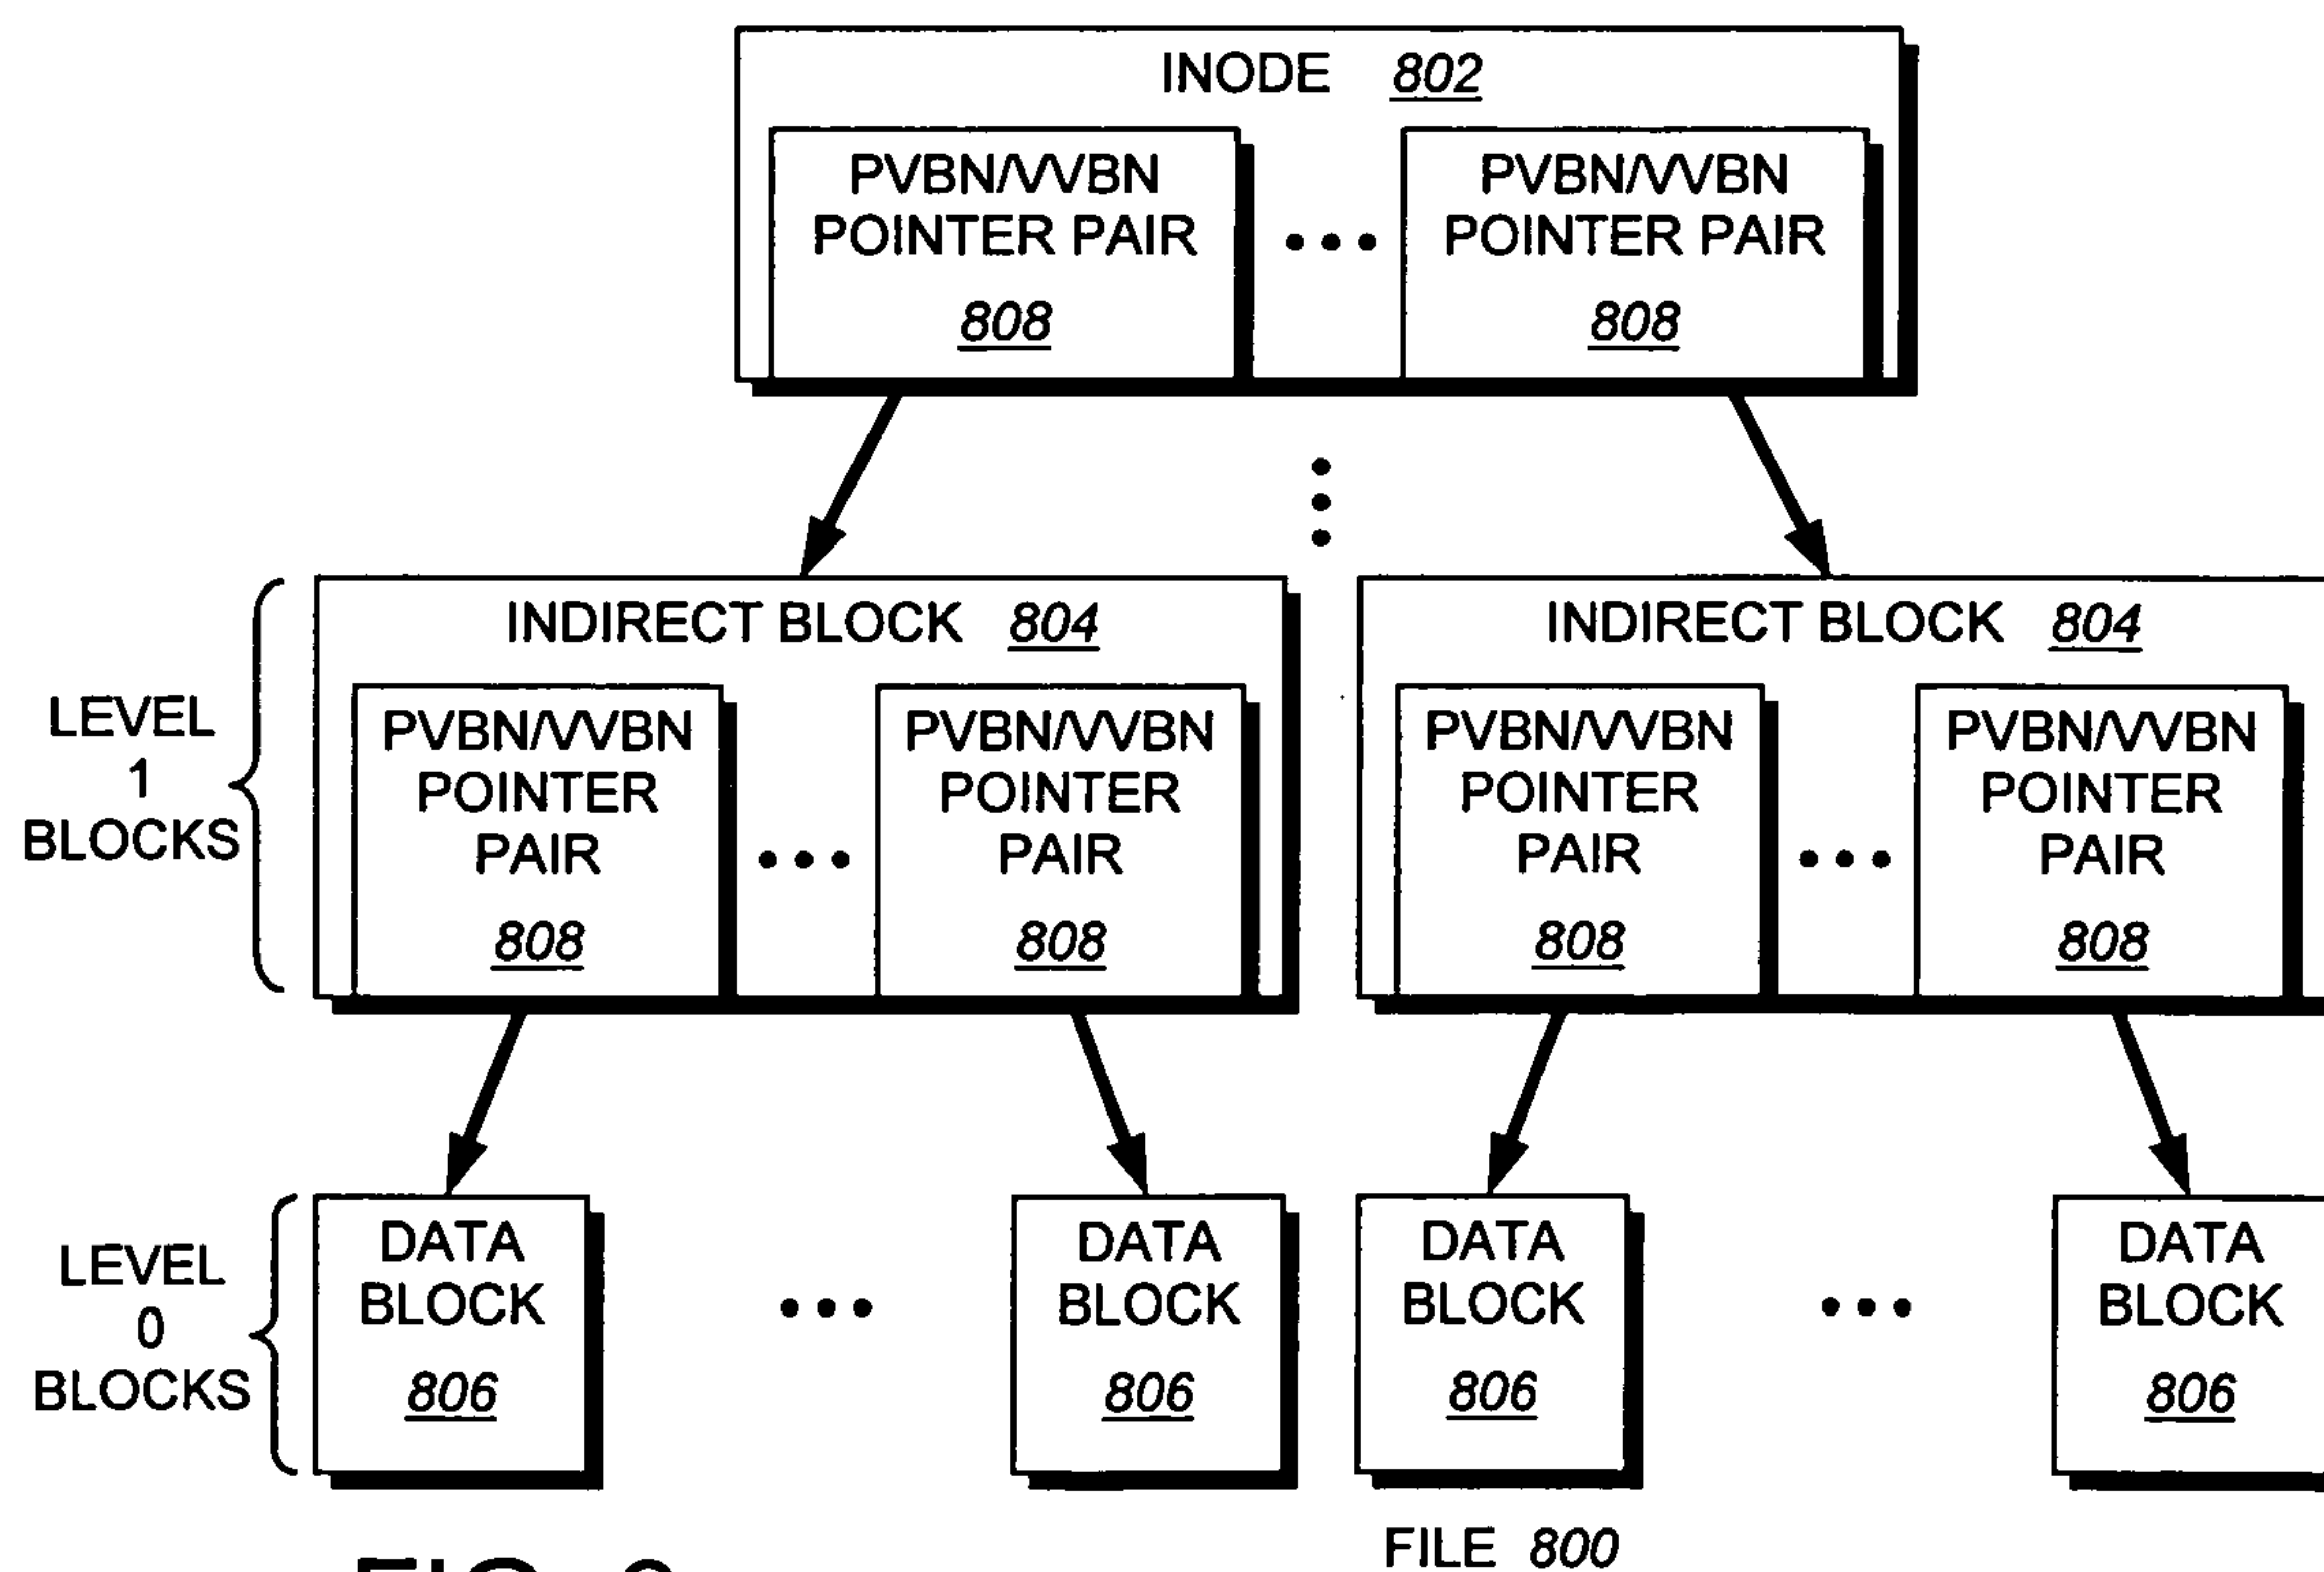 INODE 802
PVBN/VVBN
POINTER PAIR
808
•••
PVBN/VVBN
POINTER PAIR
808
LEVEL
1
BLOCKS
INDIRECT BLOCK 804
PVBN/VVBN
POINTER
PAIR
808
•••
PVBN/VVBN
POINTER
PAIR
808
INDIRECT BLOCK 804
PVBN/VVBN
POINTER
PAIR
808
•••
PVBN/VVBN
POINTER
PAIR
808
LEVEL
0
BLOCKS
DATA
BLOCK
806
•••
DATA
BLOCK
806
DATA
BLOCK
806
•••
DATA
BLOCK
806
FILE 800